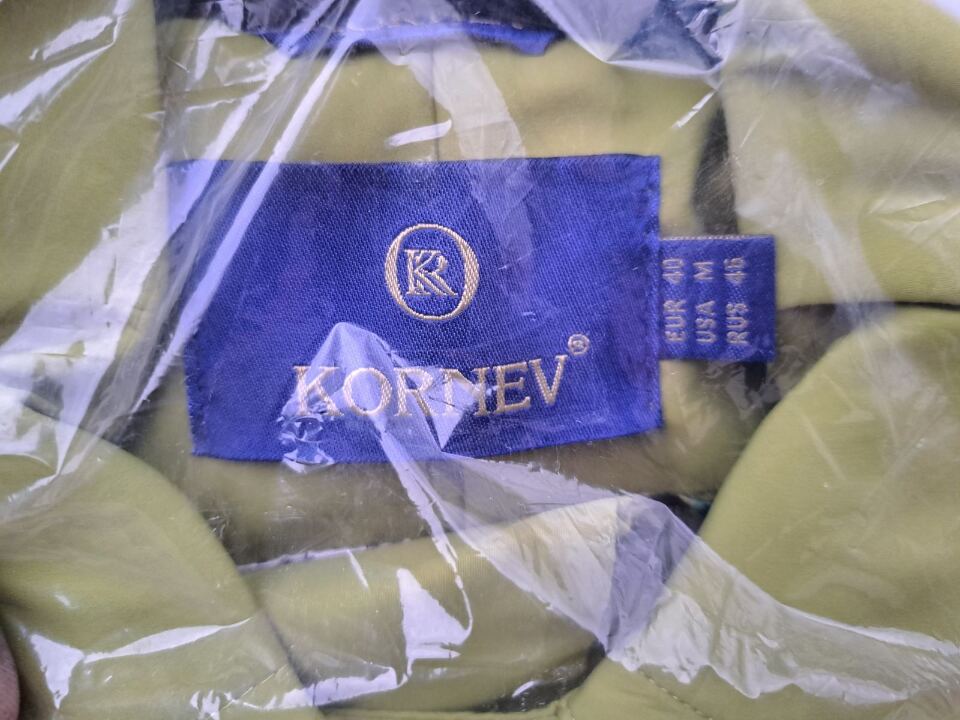 KR
KORNEV®
EUR 40
USA M
RUS 46